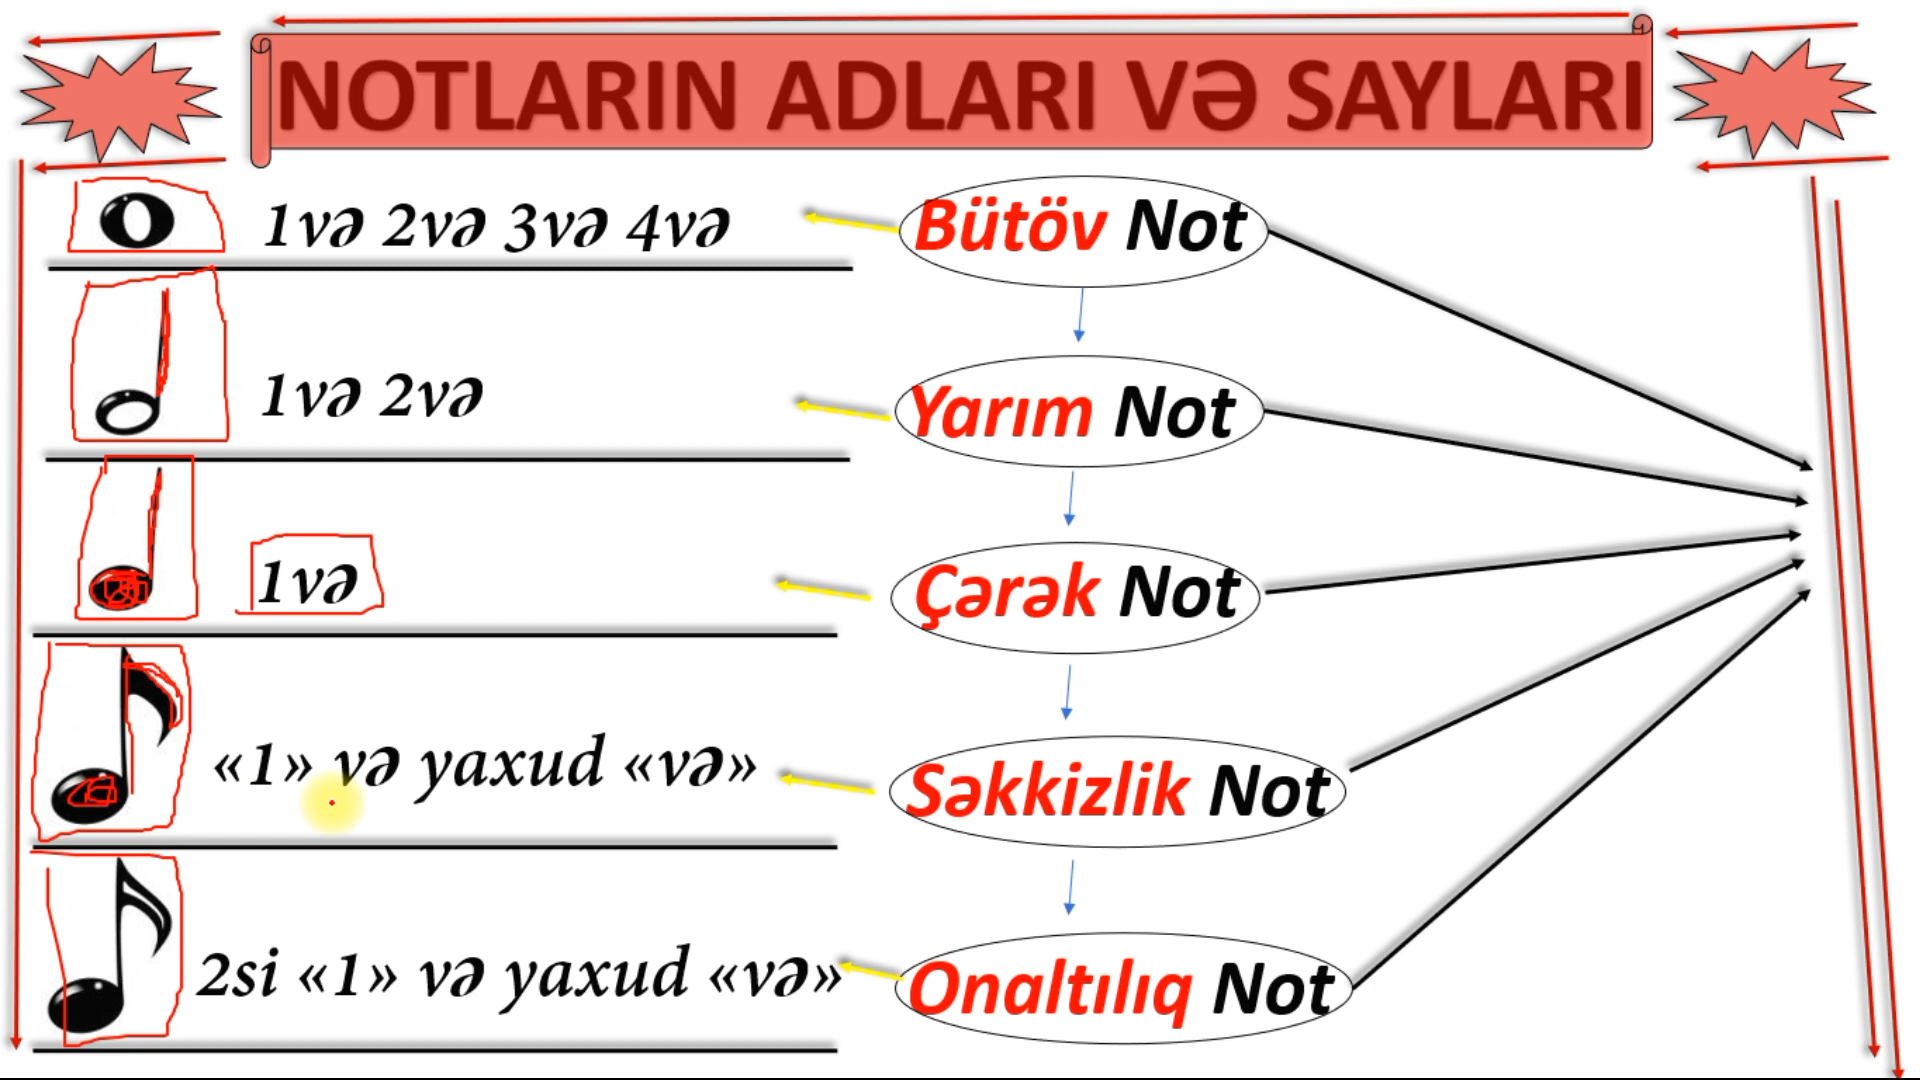 NOTLARIN ADLARI VƏ SAYLARI
1və 2və 3və 4və
Bütöv Not
1və 2və
Yarım Not
1və
Çərək Not
«1» və yaxud «və»
Səkkizlik Not
2si «1» və yaxud «və»
Onaltılıq Not